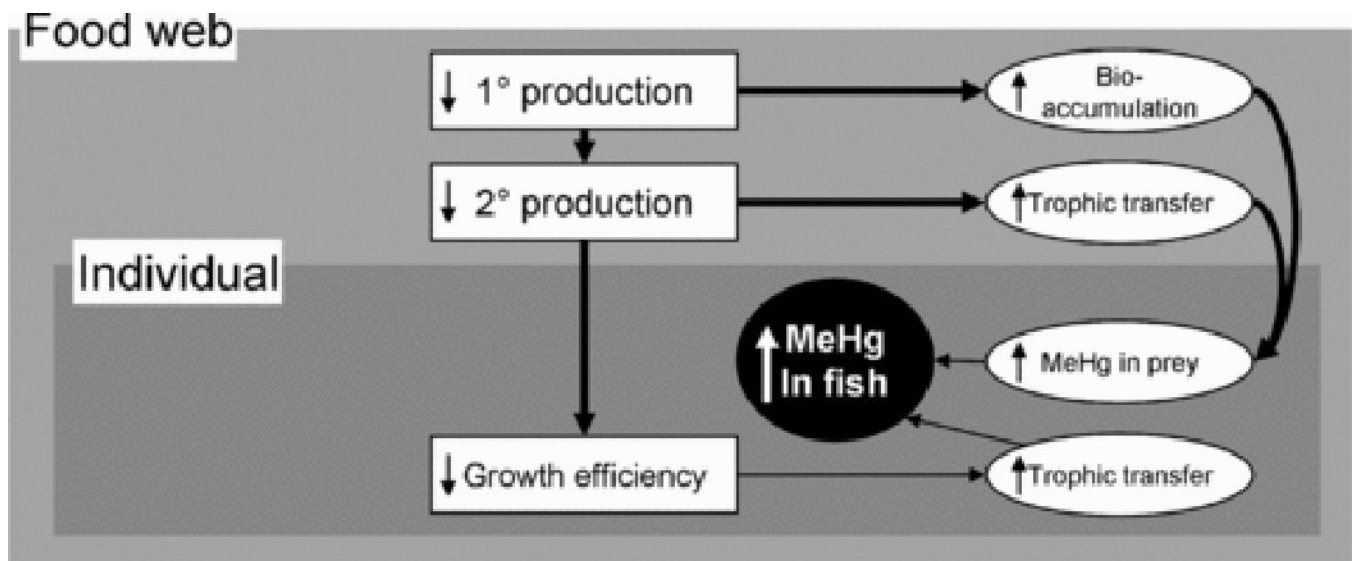 Food web
↓ 1° production
↑ Bio-
accumulation
↓ 2° production
↑ Trophic transfer
Individual
↑ MeHg
In fish
↑ MeHg in prey
↓ Growth efficiency
↑ Trophic transfer